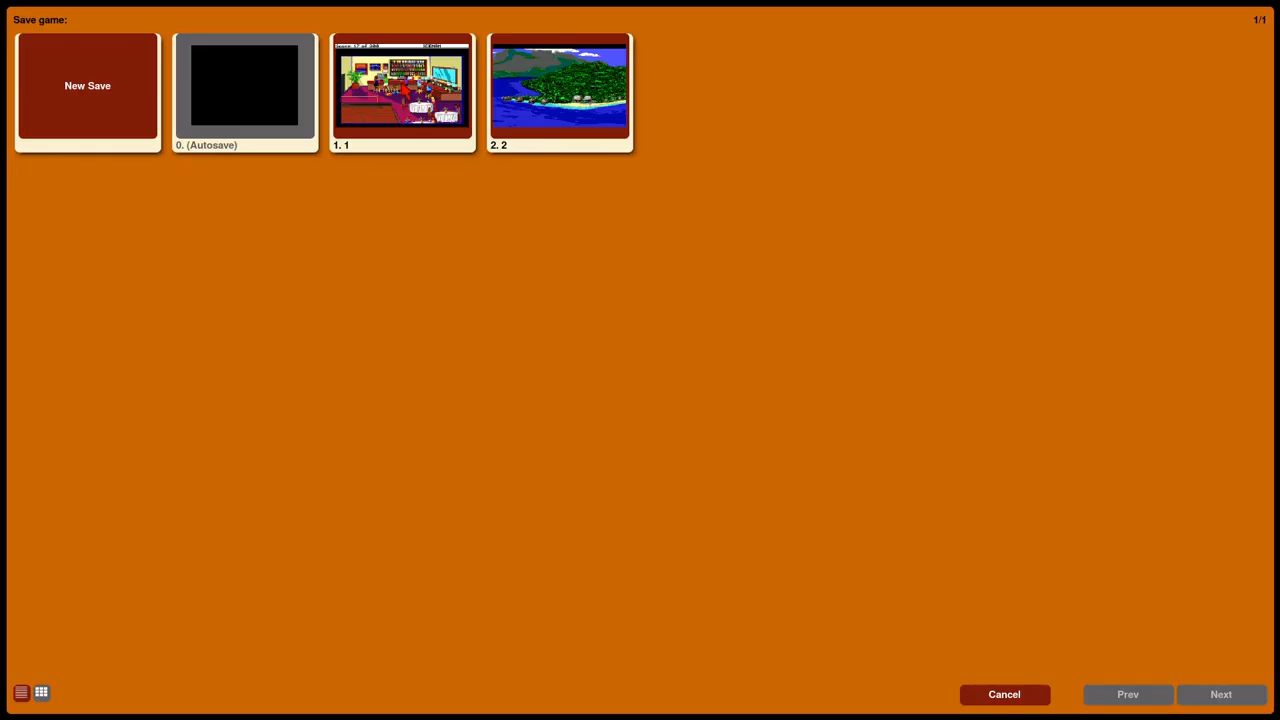 Save game:
1/1
New Save
0. (Autosave)
1. 1
2. 2
Cancel
Prev
Next